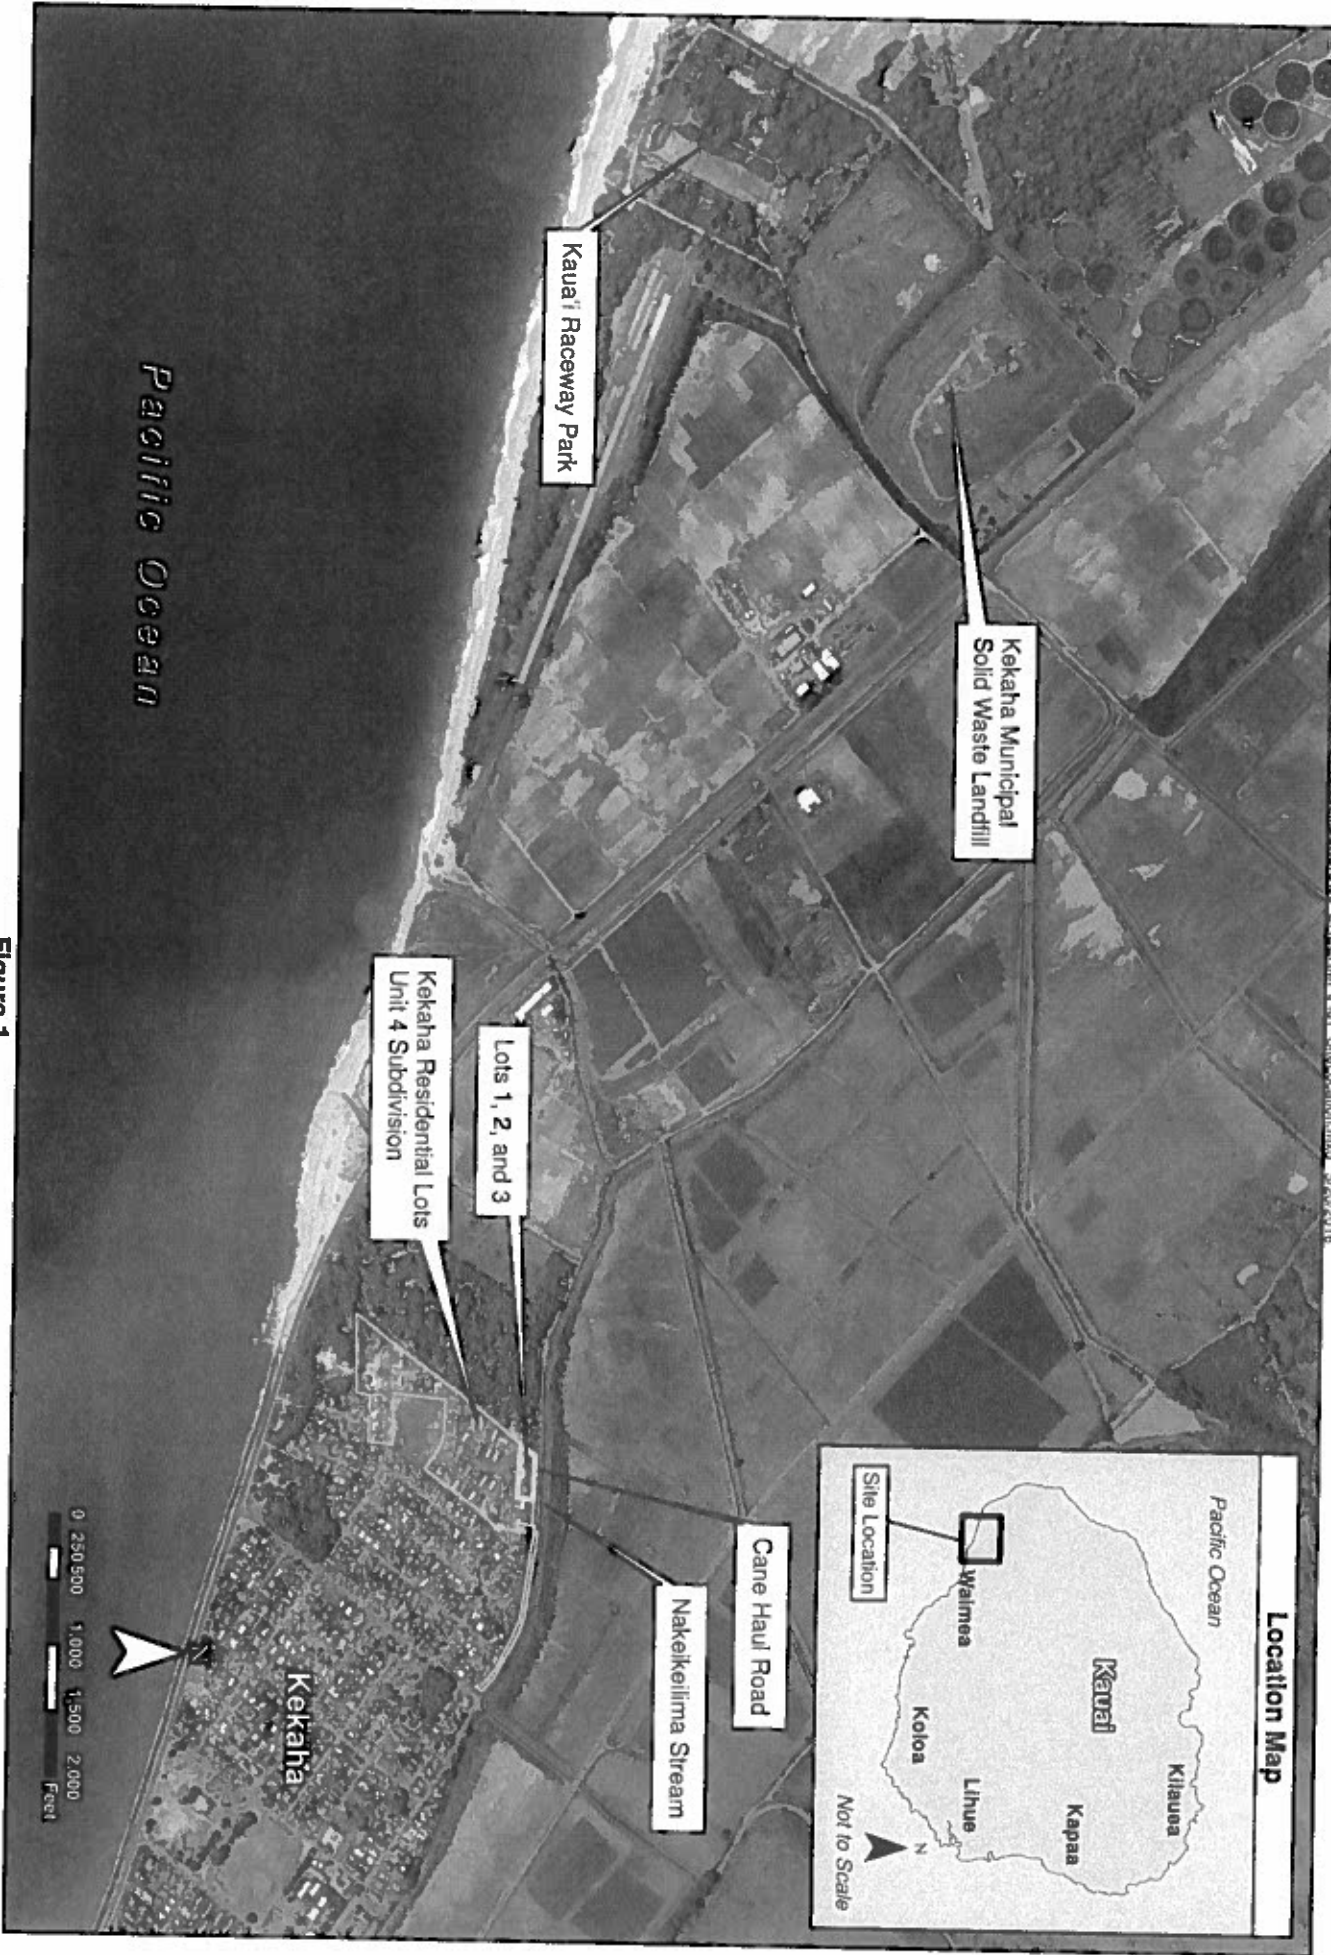 Location Map
Pacific Ocean
Kauai
Kilauea
Kapaa
Waimea
Koloa
Lihue
N
Site Location
Not to Scale
Kekaha Municipal
Solid Waste Landfill
Kaua'i Raceway Park
Pacific Ocean
Cane Haul Road
Nakeikeilima Stream
Lots 1, 2, and 3
Kekaha Residential Lots
Unit 4 Subdivision
Kekaha
N
0 250 500 1,000 1,500 2,000
Feet
Figure 1